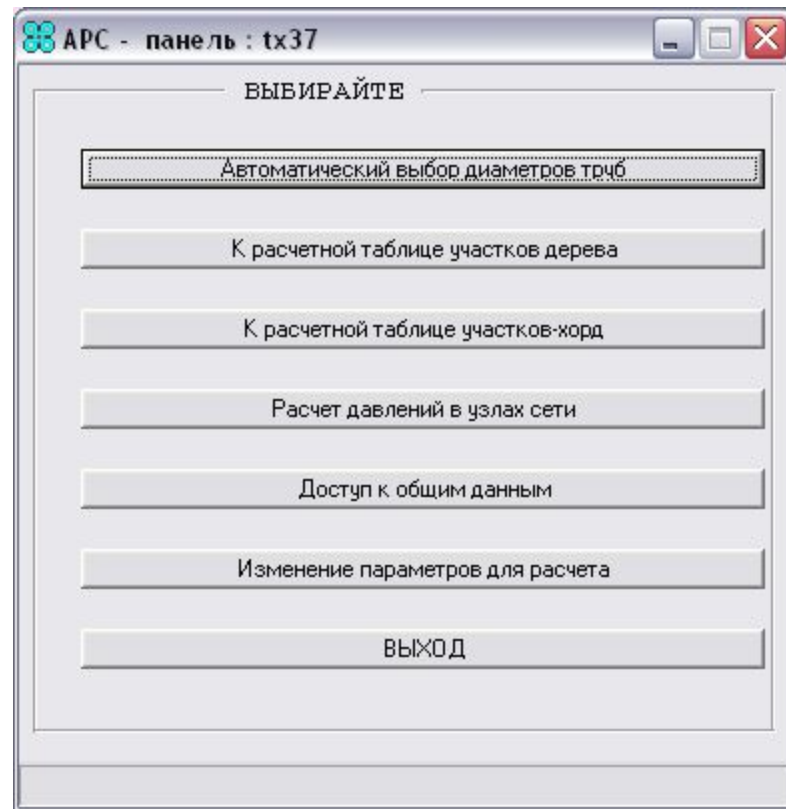 АРС - панель : tx37
ВЫБИРАЙТЕ
Автоматический выбор диаметров труб
К расчетной таблице участков дерева
К расчетной таблице участков-хорд
Расчет давлений в узлах сети
Доступ к общим данным
Изменение параметров для расчета
ВЫХОД